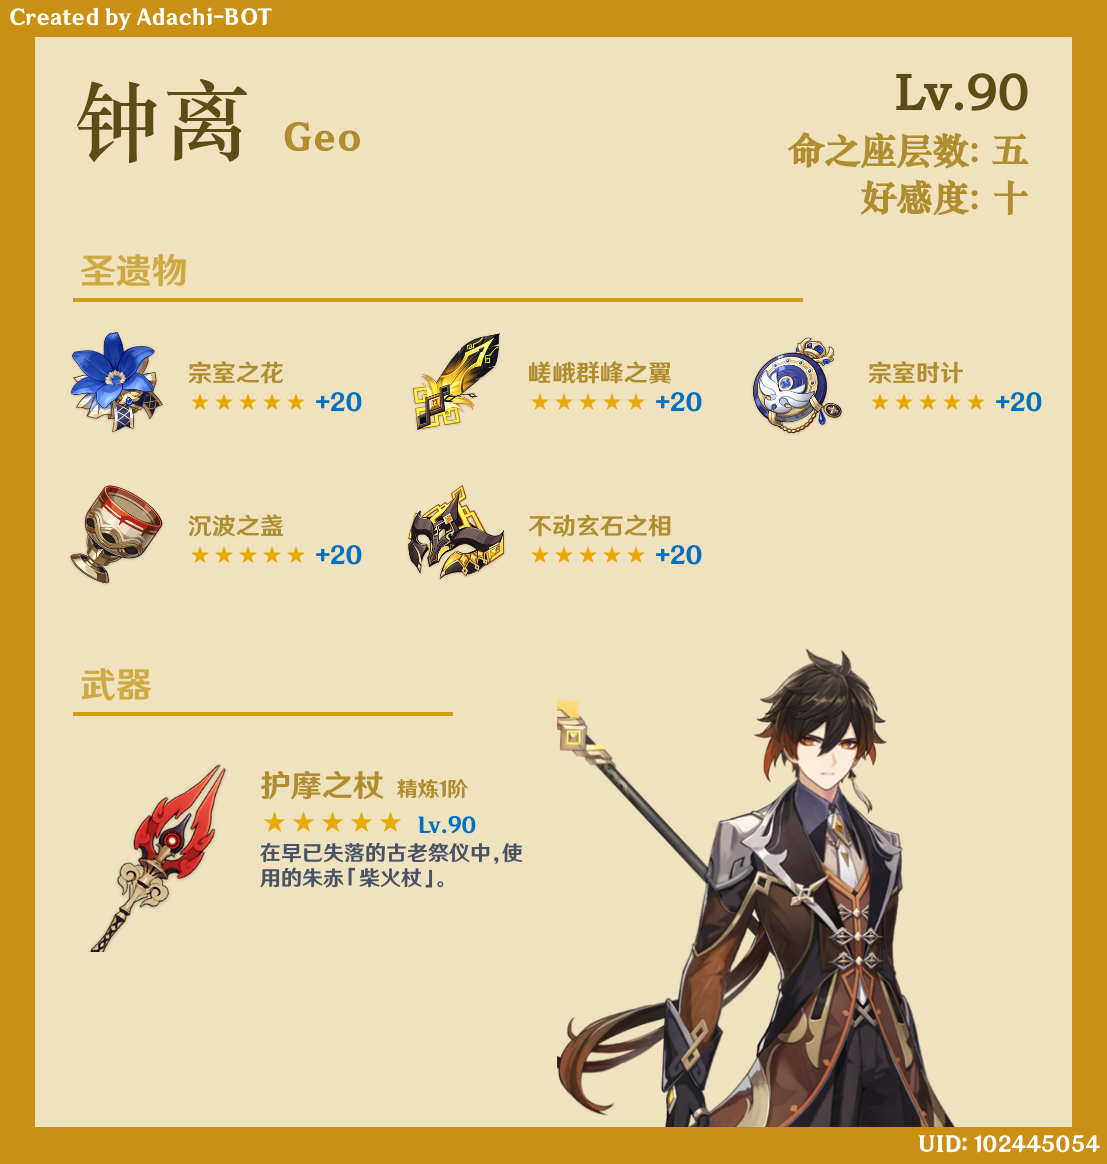 Created by Adachi-BOT
钟离 Geo
Lv.90
命之座层数: 五
好感度: 十
圣遗物
宗室之花
★★★★★ +20
嵯峨群峰之翼
★★★★★ +20
宗室时计
★★★★★ +20
沉波之盏
★★★★★ +20
不动玄石之相
★★★★★ +20
武器
护摩之杖 精炼1阶
★★★★★ Lv.90
在早已失落的古老祭仪中,使
用的朱赤「柴火杖」。
UID: 102445054